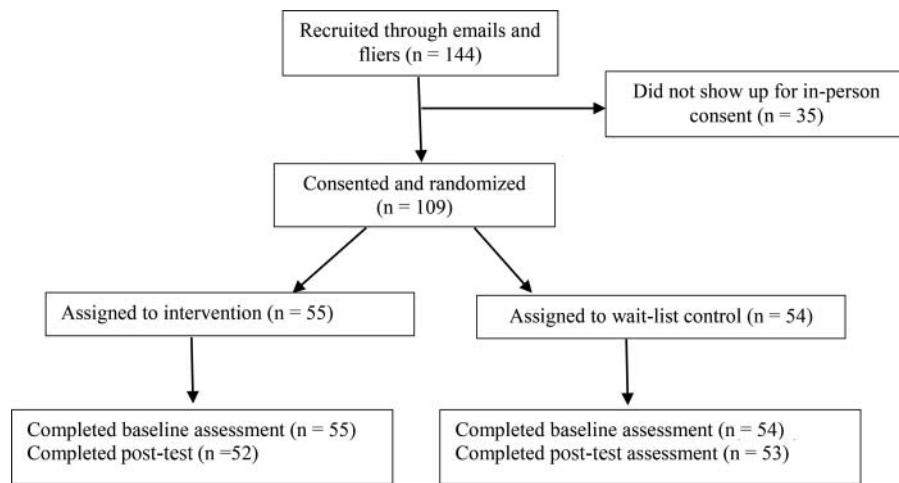 Recruited through emails and
fliers (n = 144)
Did not show up for in-person
consent (n = 35)
Consented and randomized
(n = 109)
Assigned to intervention (n = 55)
Assigned to wait-list control (n = 54)
Completed baseline assessment (n = 55)
Completed post-test (n =52)
Completed baseline assessment (n = 54)
Completed post-test assessment (n = 53)